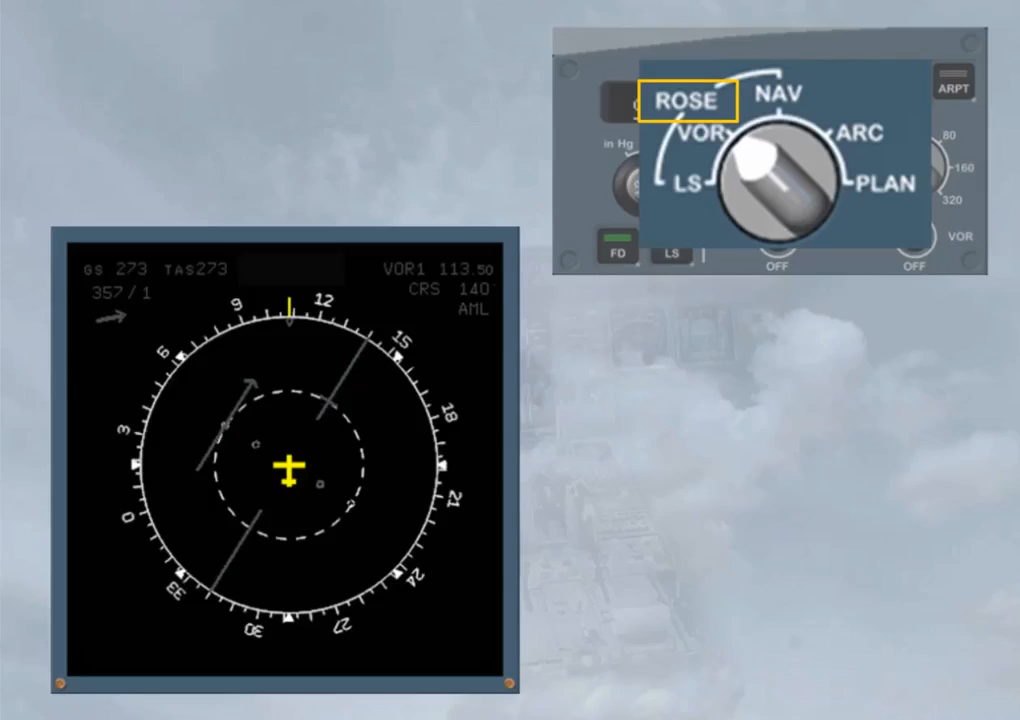 ROSE
NAV
VOR
ARC
LS
PLAN
in Hg
ARPT
80
160
320
FD
LS
VOR
OFF
OFF
GS 273 TAS273
VOR1 113.50
357 / 1
CRS 140°
AML
9
12
6
15
3
18
0
21
33
24
30
27